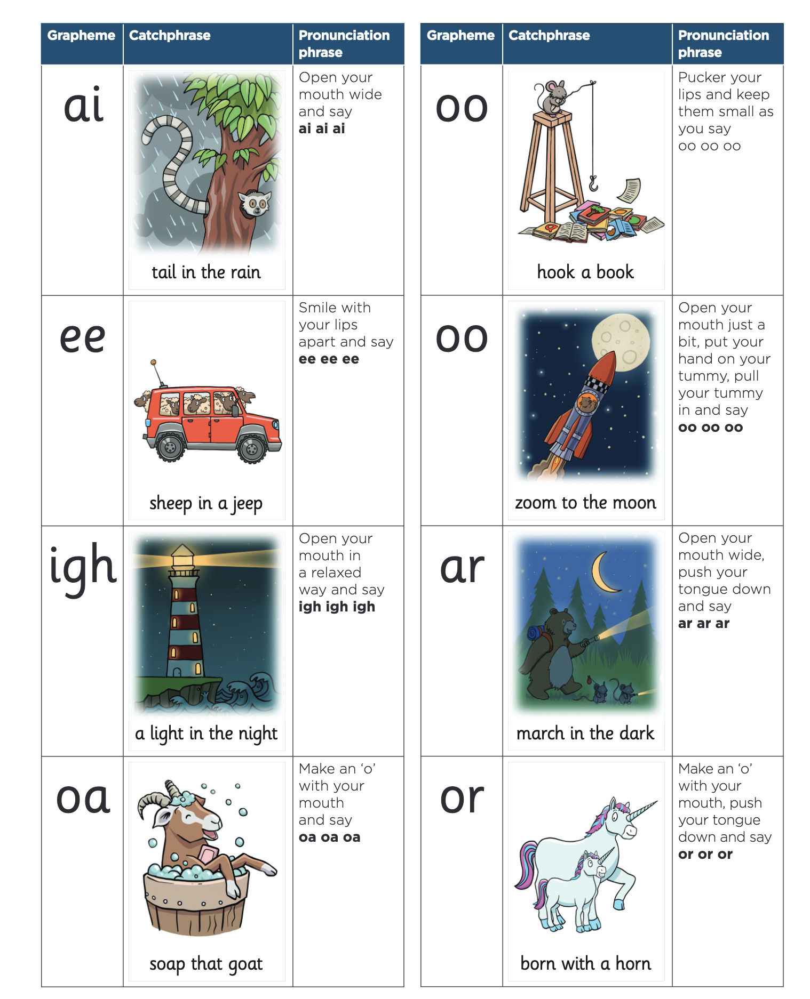 Grapheme Catchphrase Pronunciation
phrase
ai
tail in the rain
Open your
mouth wide
and say
ai ai ai
ee
sheep in a jeep
Smile with
your lips
apart and say
ee ee ee
igh
a light in the night
Open your
mouth in
a relaxed
way and say
igh igh igh
oa
soap that goat
Make an ‘o’
with your
mouth
and say
oa oa oa
Grapheme Catchphrase Pronunciation
phrase
oo
hook a book
Pucker your
lips and keep
them small as
you say
oo oo oo
oo
zoom to the moon
Open your
mouth just a
bit, put your
hand on your
tummy, pull
your tummy
in and say
oo oo oo
ar
march in the dark
Open your
mouth wide,
push your
tongue down
and say
ar ar ar
or
born with a horn
Make an ‘o’
with your
mouth, push
your tongue
down and say
or or or